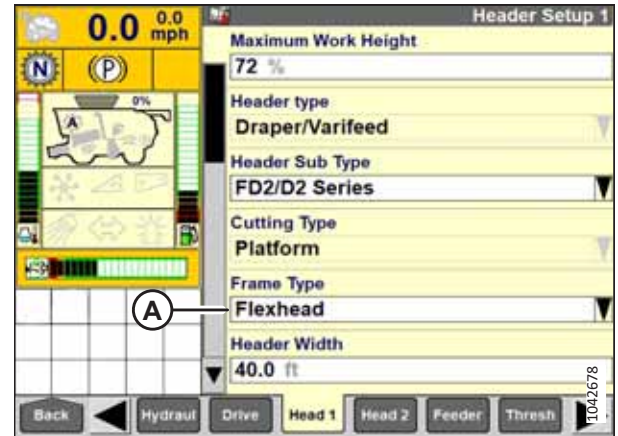 0.0 0.0 mph
Header Setup 1
N (P)
A 0%
Maximum Work Height
72 %
Header type
Draper/Varifeed
Header Sub Type
FD2/D2 Series
Cutting Type
Platform
Frame Type
A
Flexhead
Header Width
40.0 ft
1042678
Back Hydraul Drive Head 1 Head 2 Feeder Thresh